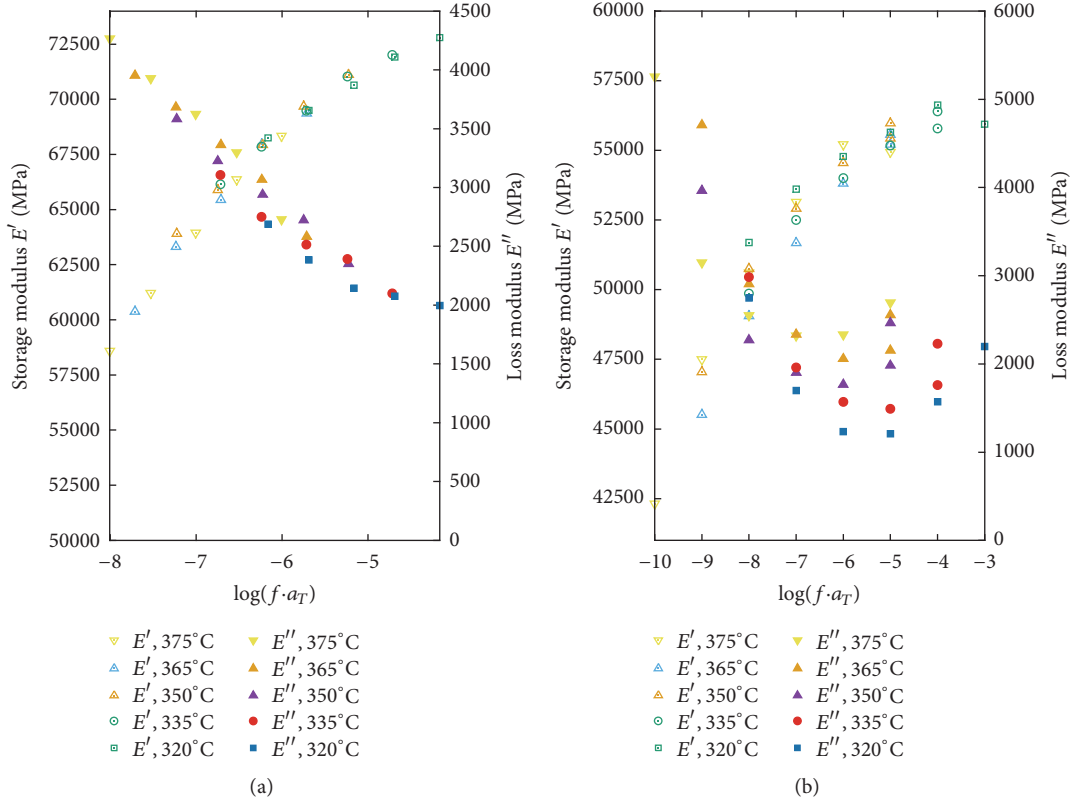 72500
70000
67500
65000
62500
60000
57500
55000
52500
50000
Storage modulus E′ (MPa)
4500
4000
3500
3000
2500
2000
1500
1000
500
0
Loss modulus E″ (MPa)
−8 −7 −6 −5
log(f·a_T)
E′, 375°C E″, 375°C
E′, 365°C E″, 365°C
E′, 350°C E″, 350°C
E′, 335°C E″, 335°C
E′, 320°C E″, 320°C
(a)
60000
57500
55000
52500
50000
47500
45000
42500
Storage modulus E′ (MPa)
6000
5000
4000
3000
2000
1000
0
Loss modulus E″ (MPa)
−10 −9 −8 −7 −6 −5 −4 −3
log(f·a_T)
E′, 375°C E″, 375°C
E′, 365°C E″, 365°C
E′, 350°C E″, 350°C
E′, 335°C E″, 335°C
E′, 320°C E″, 320°C
(b)